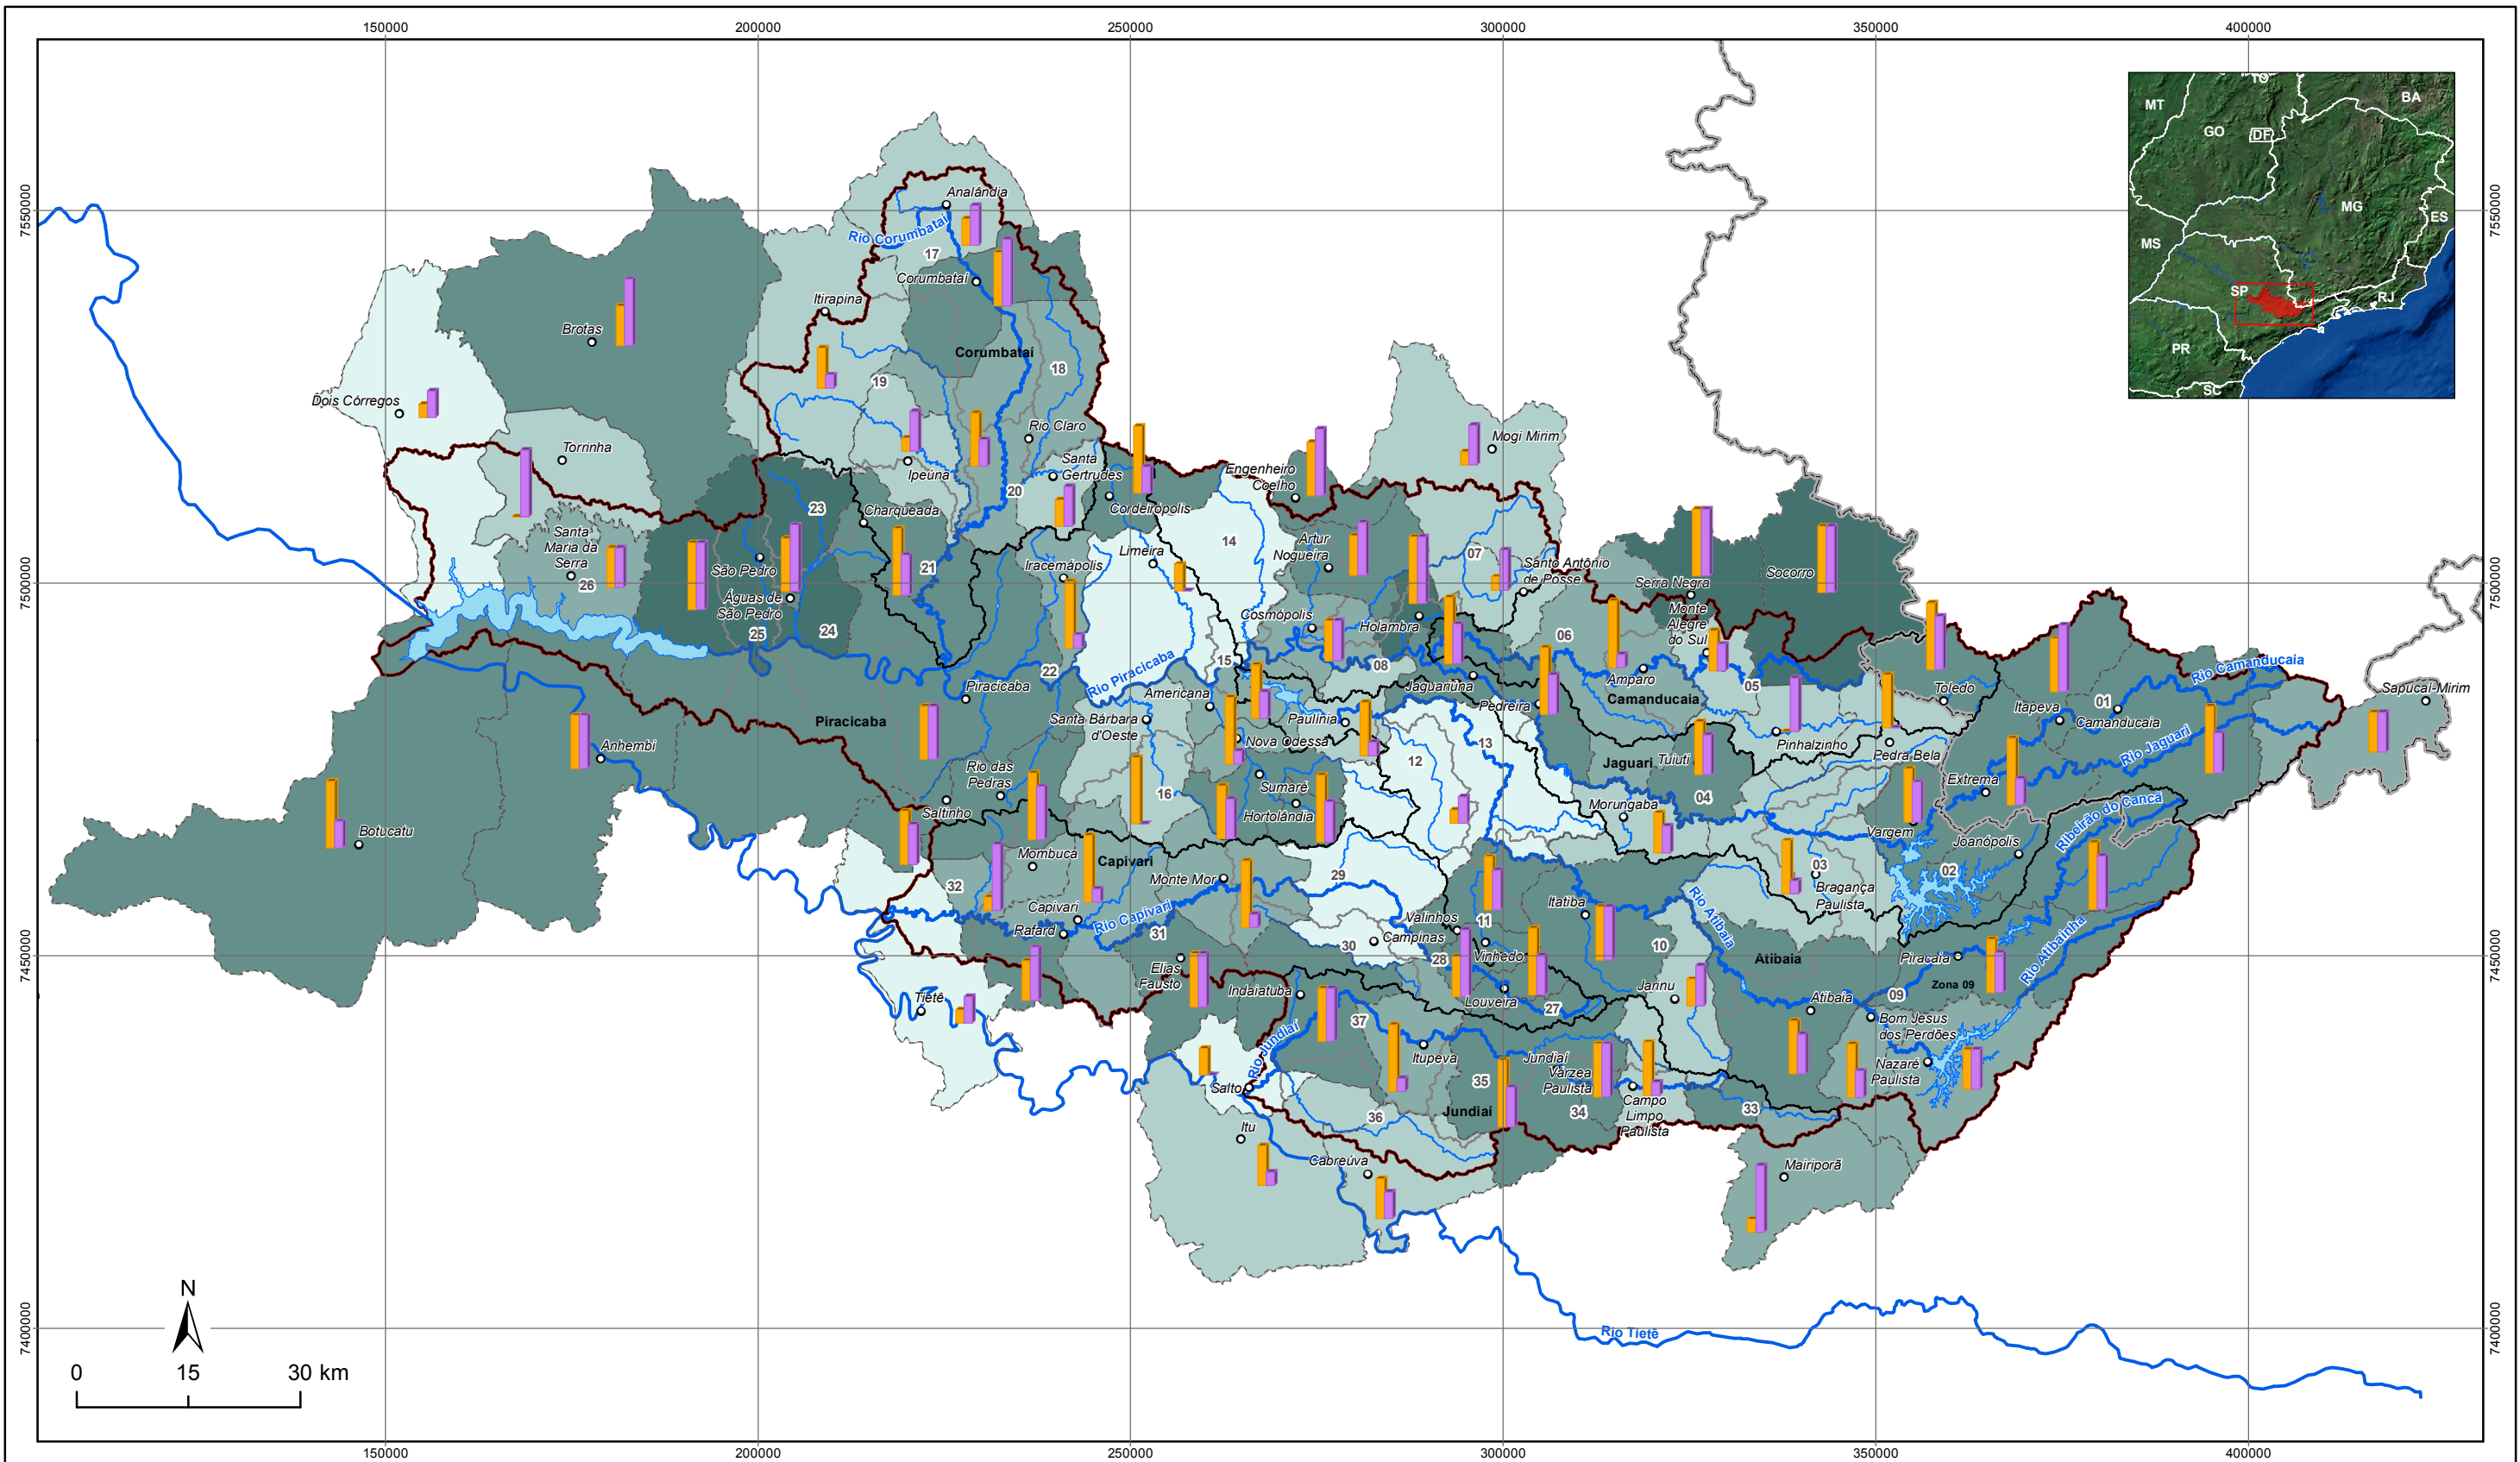 150000
200000
250000
300000
350000
400000
TO
MT
BA
GO
DF
MG
ES
MS
SP
RJ
PR
SC
7550000
7550000
Analândia
Rio Corumbataí
17
Corumbataí
Itirapina
Brotas
Corumbataí
18
19
Dois Córregos
Rio Claro
Mogi Mirim
Torrinha
Ipeúna
Santa
Gertrudes
Engenheiro
Coelho
20
Cordeirópolis
23
Charqueada
Santa
Maria da
Serra
26
São Pedro
21
Iracemápolis
Limeira
14
Artur
Nogueira
07
Santo Antônio
de Posse
Serra Negra
Socorro
7500000
7500000
Águas de
São Pedro
25
24
Cosmópolis
Holambra
Monte
Alegre
do Sul
06
22
Rio Piracicaba
15
08
Amparo
05
Rio Camanducaia
Piracicaba
Americana
Jaguariúna
Camanducaia
Toledo
Sapucaí-Mirim
Piracicaba
Santa Bárbara
d'Oeste
Paulínia
Pedreira
Itapeva
01
Camanducaia
Anhembi
Nova Odessa
13
Pinhalzinho
Pedra Bela
Rio Jaguari
Rio das
Pedras
16
12
Jaguari
Tuiuti
Extrema
Sumaré
Hortolândia
Morungaba
04
Saltinho
Vargem
Ribeirão do Cancã
Botucatu
Joanópolis
Mombuca
Capivari
Monte Mor
29
03
Bragança
Paulista
02
32
Capivari
Rio Capivari
Rafard
31
Valinhos
Campinas
11
Itatiba
Rio Atibaia
30
28
Vinhedo
10
Atibaia
Piracaia
Rio Atibainha
7450000
7450000
Elias
Fausto
Indaiatuba
Louveira
27
Jarinu
Atibaia
09
Zona 09
Tietê
Rio Jundiaí
37
Itupeva
Jundiaí
Várzea
Paulista
Bom Jesus
dos Perdões
Nazaré
Paulista
Salto
35
Jundiaí
34
Campo
Limpo
Paulista
33
36
Itu
Cabreúva
Mairiporã
N
7400000
7400000
Rio Tietê
0
15
30 km
150000
200000
250000
300000
350000
400000